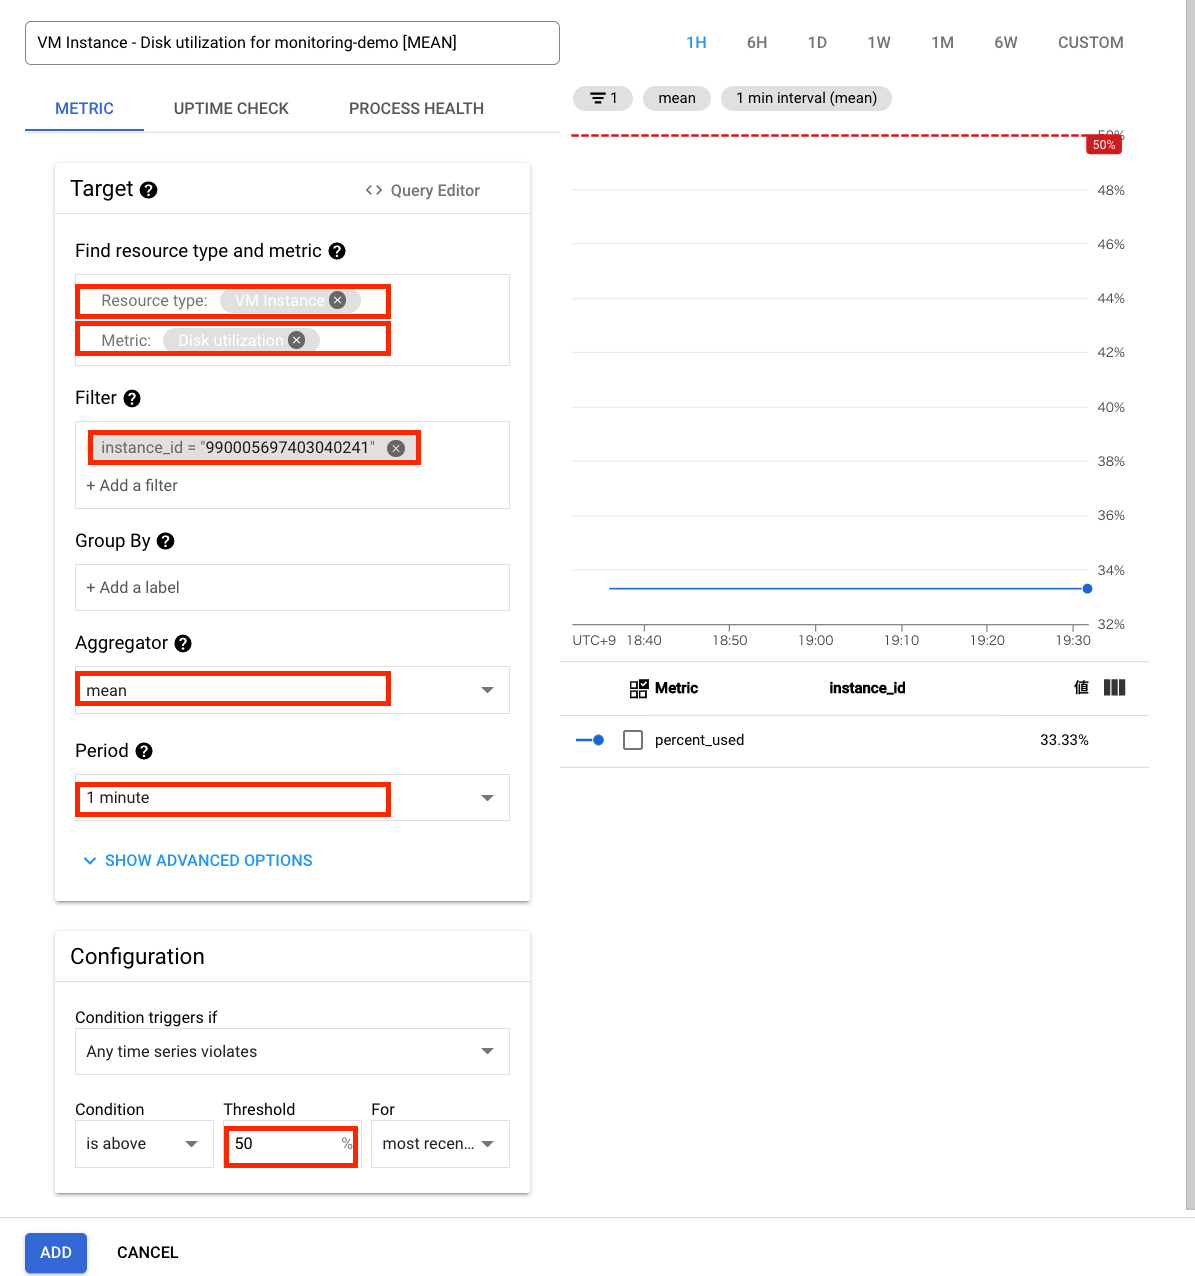 VM Instance - Disk utilization for monitoring-demo [MEAN]
METRIC UPTIME CHECK PROCESS HEALTH
Target
Query Editor
Find resource type and metric
Resource type: VM Instance
Metric: Disk utilization
Filter
instance_id = "990005697403040241"
+ Add a filter
Group By
+ Add a label
Aggregator
mean
Period
1 minute
SHOW ADVANCED OPTIONS
Configuration
Condition triggers if
Any time series violates
Condition Threshold For
is above 50 % most recen...
ADD CANCEL
1H 6H 1D 1W 1M 6W CUSTOM
1 mean 1 min interval (mean)
50%
50%
48%
46%
44%
42%
40%
38%
36%
34%
32%
UTC+9 18:40 18:50 19:00 19:10 19:20 19:30
Metric instance_id 値
percent_used 33.33%